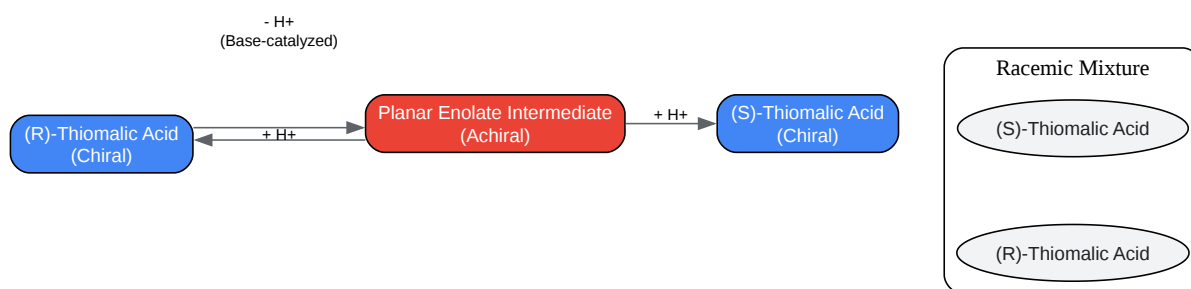 - H+
(Base-catalyzed)
(R)-Thiomalic Acid
(Chiral)
+ H+
Planar Enolate Intermediate
(Achiral)
+ H+
(S)-Thiomalic Acid
(Chiral)
Racemic Mixture
(S)-Thiomalic Acid
(R)-Thiomalic Acid